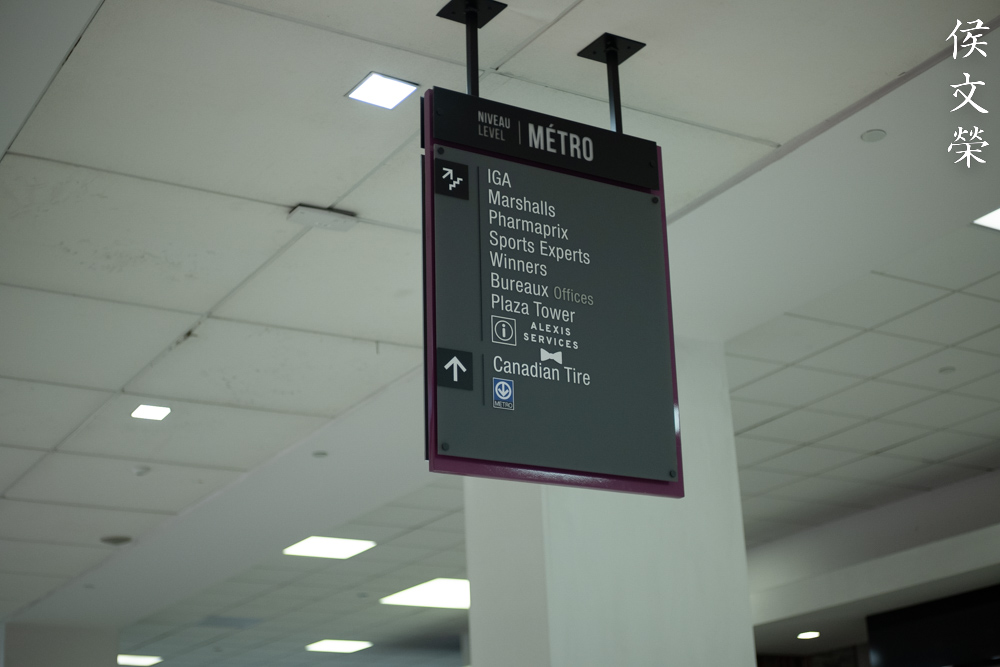 NIVEAU
LEVEL
MÉTRO
IGA
Marshalls
Pharmaprix
Sports Experts
Winners
Bureaux Offices
Plaza Tower
ALEXIS
SERVICES
Canadian Tire
MÉTRO
侯文榮